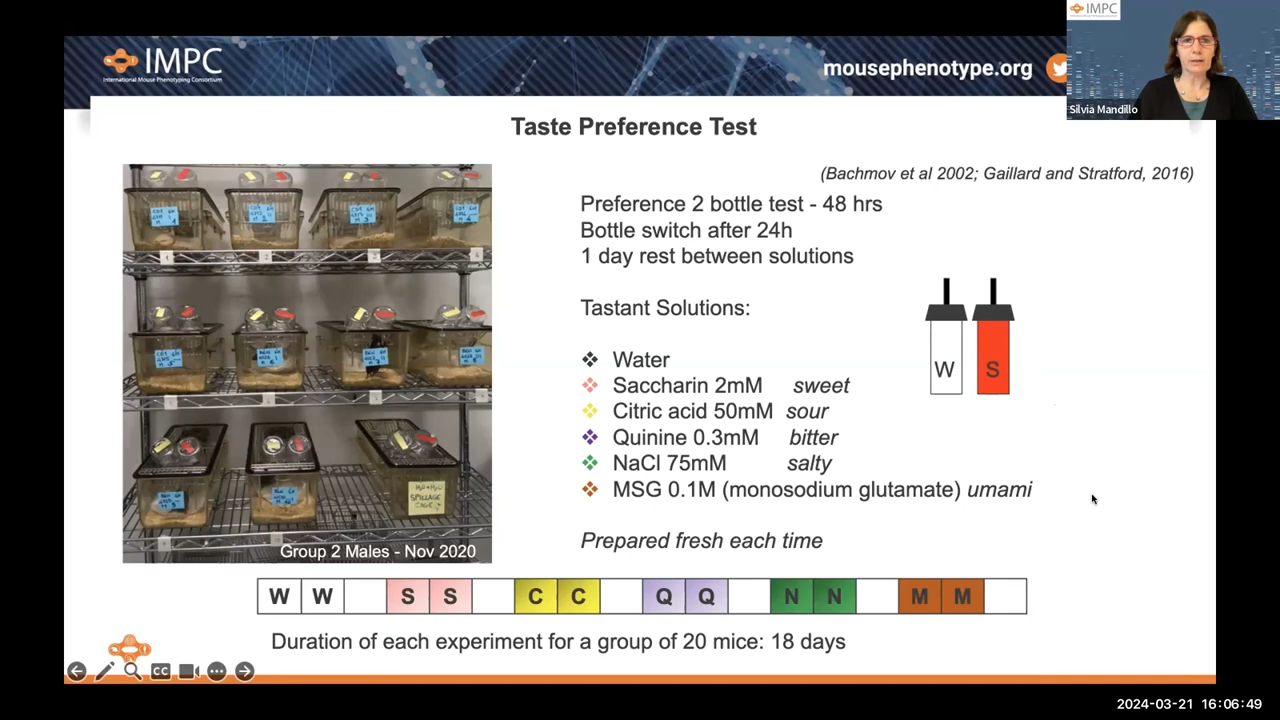 IMPC
International Mouse Phenotyping Consortium
mousephenotype.org
IMPC
Silvia Mandillo
Taste Preference Test
(Bachmov et al 2002; Gaillard and Stratford, 2016)
Preference 2 bottle test - 48 hrs
Bottle switch after 24h
1 day rest between solutions
Tastant Solutions:
Water
Saccharin 2mM sweet
Citric acid 50mM sour
Quinine 0.3mM bitter
NaCl 75mM salty
MSG 0.1M (monosodium glutamate) umami
Prepared fresh each time
W S
SPILLAGE
Group 2 Males - Nov 2020
W W S S C C Q Q N N M M
Duration of each experiment for a group of 20 mice: 18 days
CC
2024-03-21 16:06:49